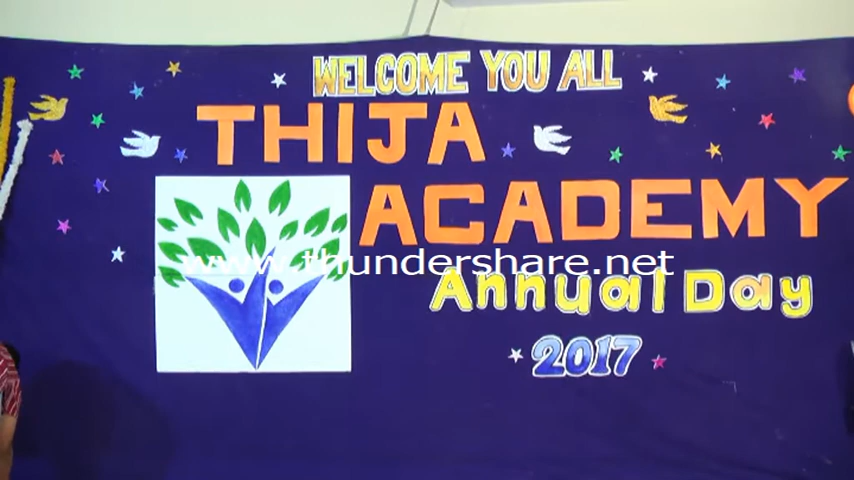 WELCOME YOU ALL
THIJA
ACADEMY
www.thundershare.net
Annual Day
2017